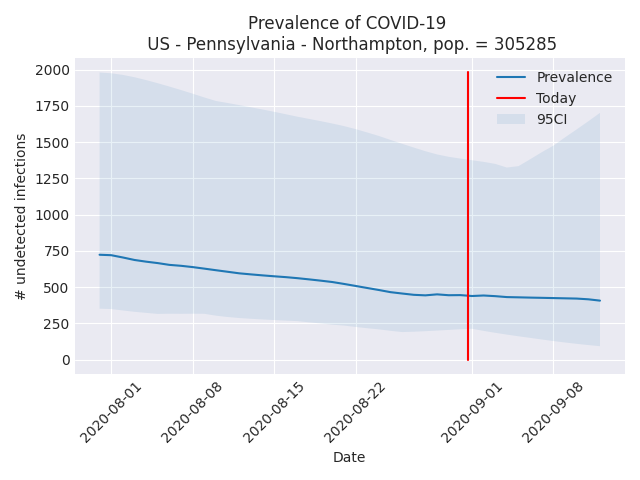 Prevalence of COVID-19
US - Pennsylvania - Northampton, pop. = 305285
Prevalence
Today
95CI
# undetected infections
2000
1750
1500
1250
1000
750
500
250
0
2020-08-01
2020-08-08
2020-08-15
2020-08-22
2020-09-01
2020-09-08
Date